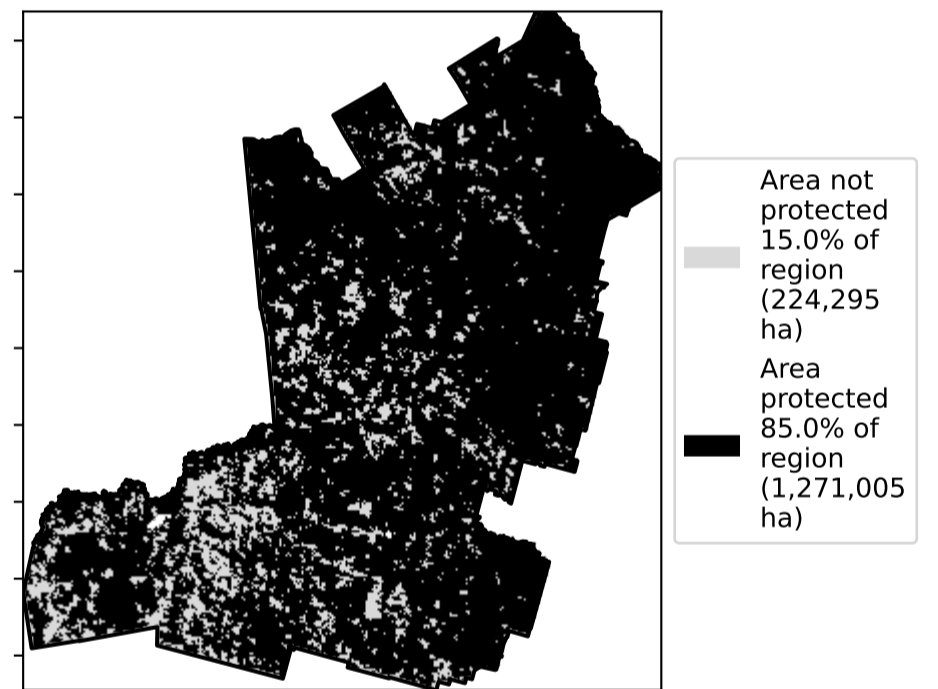 Area not
protected
15.0% of
region
(224,295
ha)
Area
protected
85.0% of
region
(1,271,005
ha)